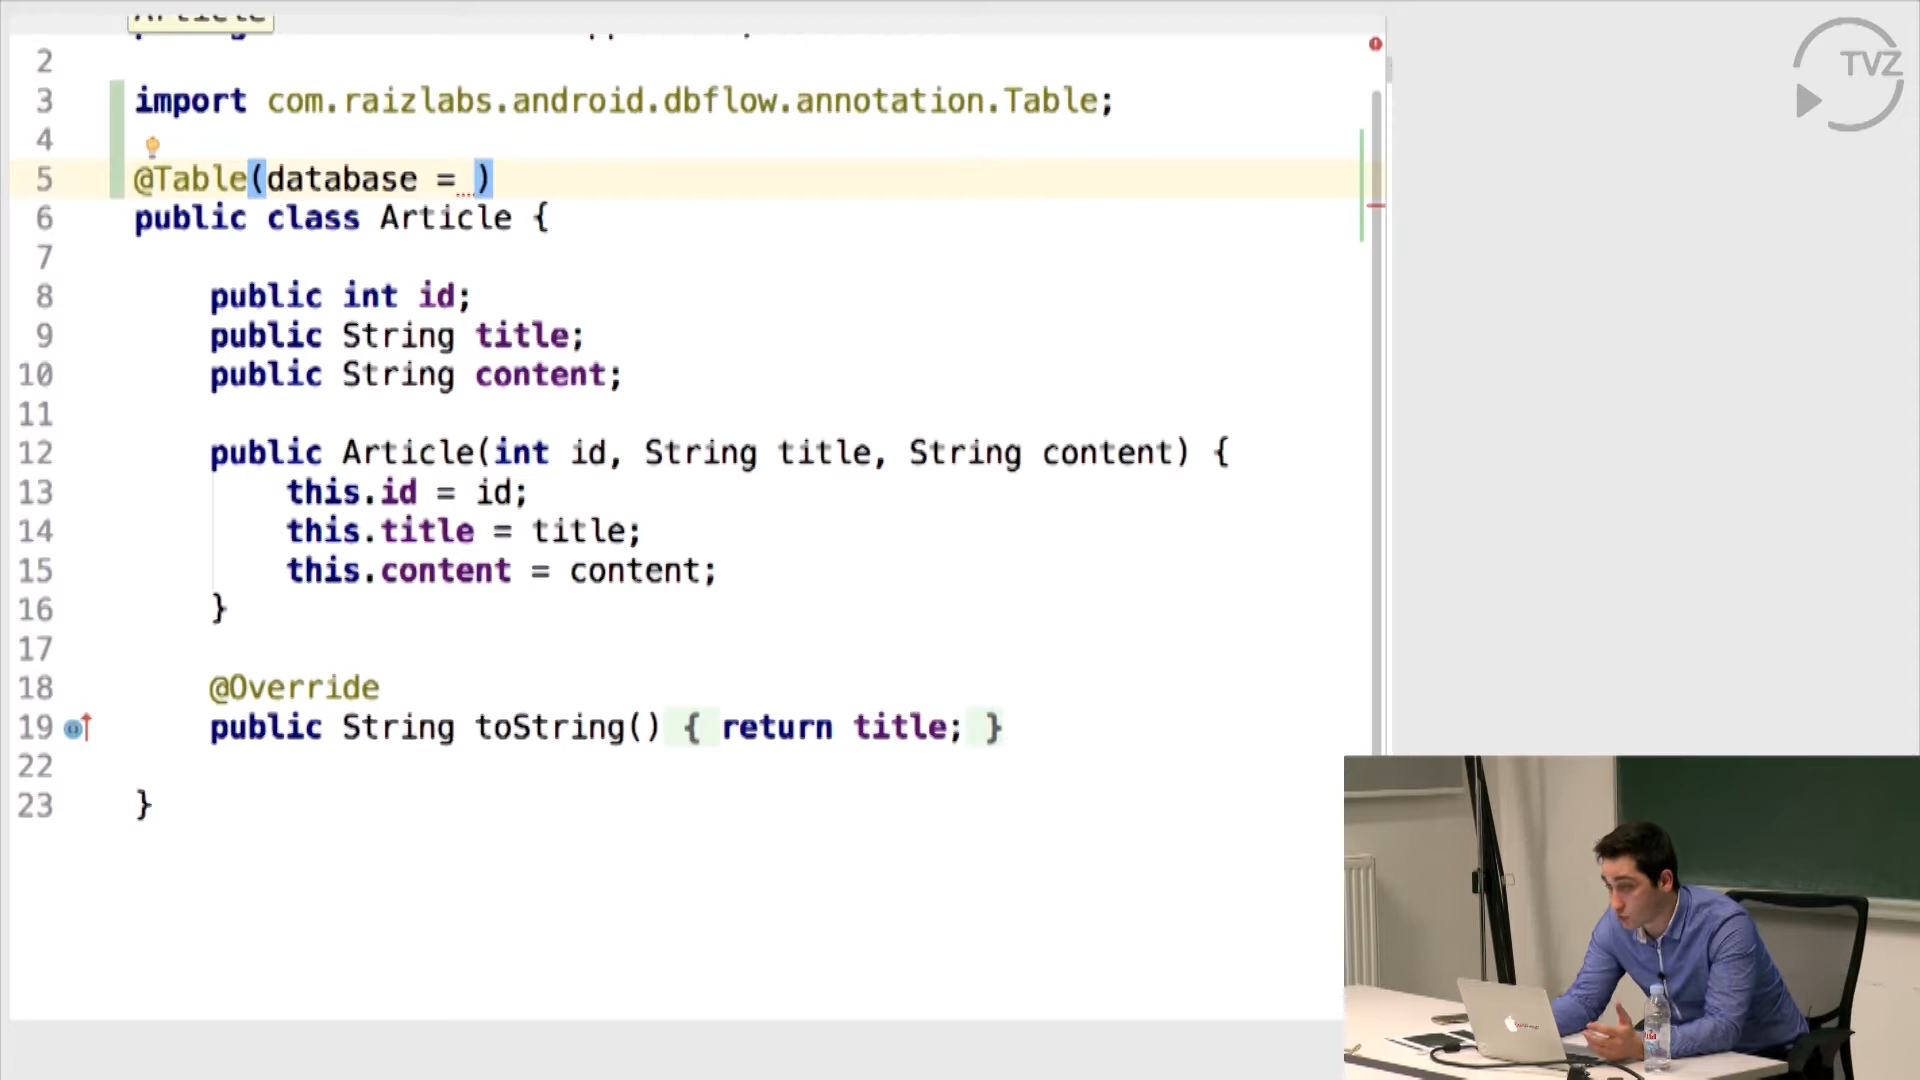 Article
2
3 import com.raizlabs.android.dbflow.annotation.Table;
4
5 @Table(database = )
6 public class Article {
7
8 public int id;
9 public String title;
10 public String content;
11
12 public Article(int id, String title, String content) {
13 this.id = id;
14 this.title = title;
15 this.content = content;
16 }
17
18 @Override
19 public String toString() { return title; }
22
23 }
TVZ